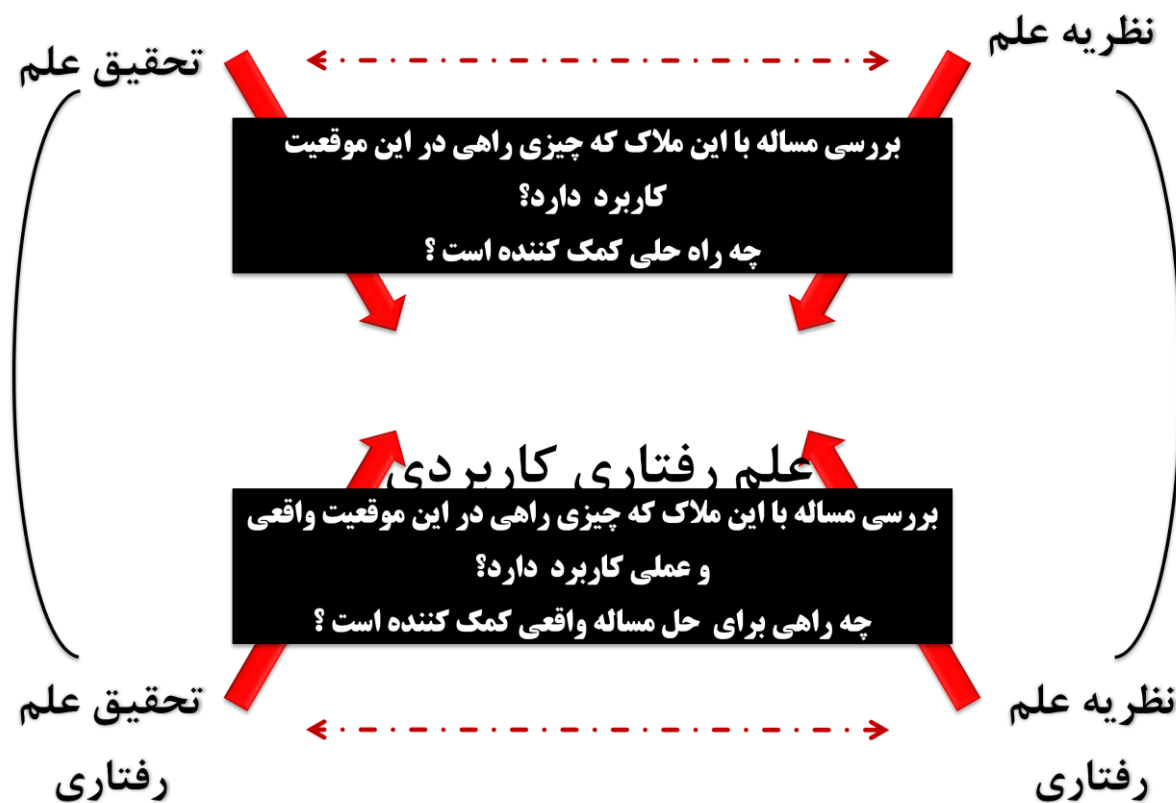 نظریه علم
تحقیق علم
بررسی مساله با این ملاک که چیزی راهی در این موقعیت
کاربرد دارد؟
چه راه حلی کمک کننده است ؟
علم رفتاری کاربردی
بررسی مساله با این ملاک که چیزی راهی در این موقعیت واقعی
و عملی کاربرد دارد؟
چه راهی برای حل مساله واقعی کمک کننده است ؟
نظریه علم
رفتاری
تحقیق علم
رفتاری